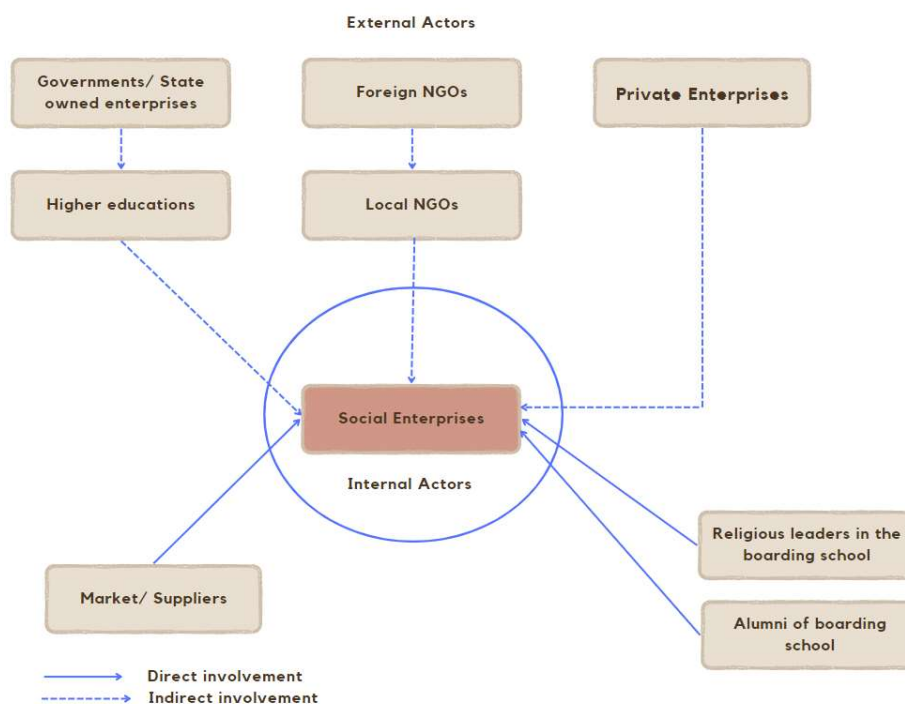 External Actors
Governments/ State
owned enterprises
Foreign NGOs
Private Enterprises
Higher educations
Local NGOs
Social Enterprises
Internal Actors
Religious leaders in the
boarding school
Market/ Suppliers
Alumni of boarding
school
Direct involvement
Indirect involvement